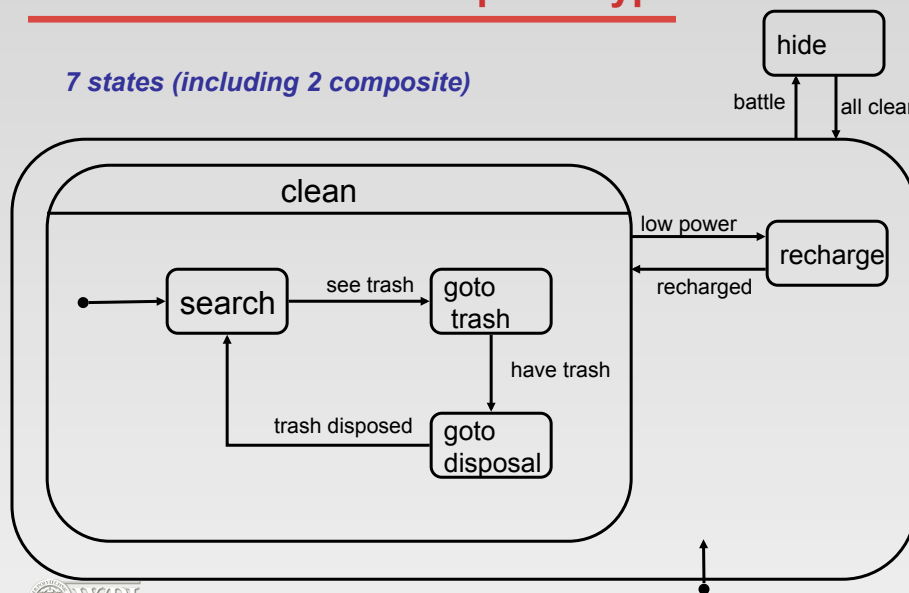 7 states (including 2 composite)
hide
battle
all clear
clean
low power
recharge
recharged
search
see trash
goto
trash
have trash
trash disposed
goto
disposal
WPI